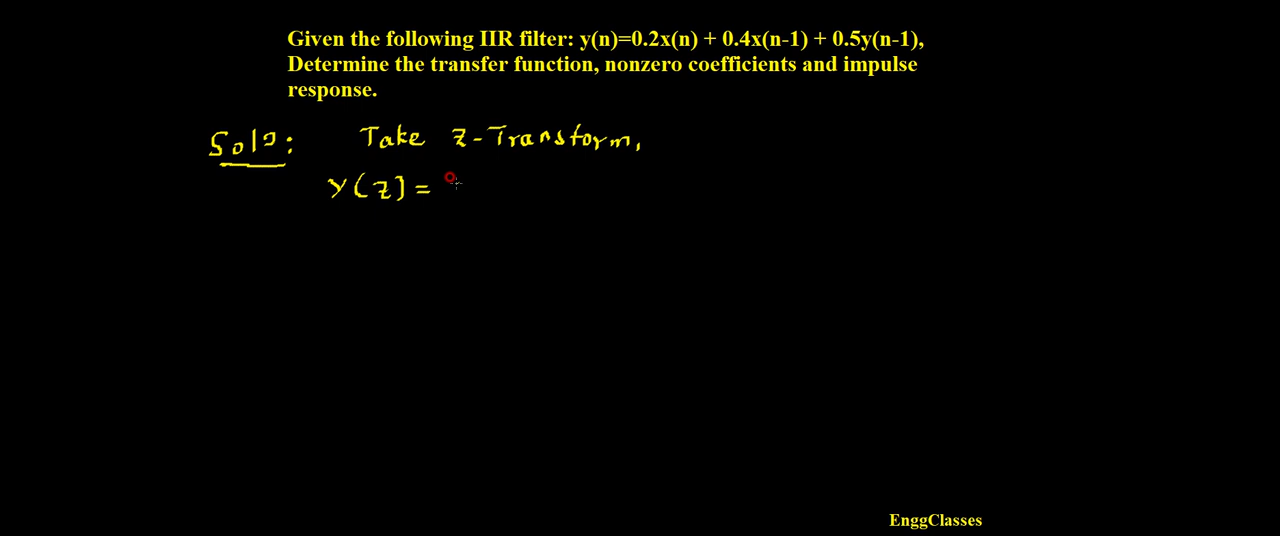 Given the following IIR filter: y(n)=0.2x(n) + 0.4x(n-1) + 0.5y(n-1),
Determine the transfer function, nonzero coefficients and impulse
response.
Soln: Take Z-Transform,
Y(Z) =
EnggClasses